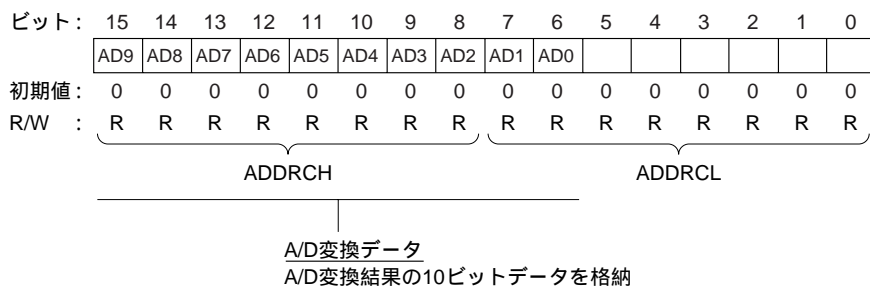 ビット: 15 14 13 12 11 10 9 8 7 6 5 4 3 2 1 0
AD9 AD8 AD7 AD6 AD5 AD4 AD3 AD2 AD1 AD0
初期値: 0 0 0 0 0 0 0 0 0 0 0 0 0 0 0 0
R/W : R R R R R R R R R R R R R R R R
ADDRCH ADDRCL
A/D変換データ
A/D変換結果の10ビットデータを格納